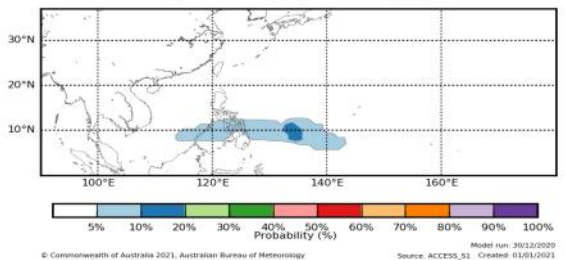 30°N
20°N
10°N
100°E 120°E 140°E 160°E
5% 10% 20% 30% 40% 50% 60% 70% 80% 90% 100%
Probability (%)
Model run: 30/12/2020
© Commonwealth of Australia 2021, Australian Bureau of Meteorology Source: ACCESS_S1 Created: 01/01/2021